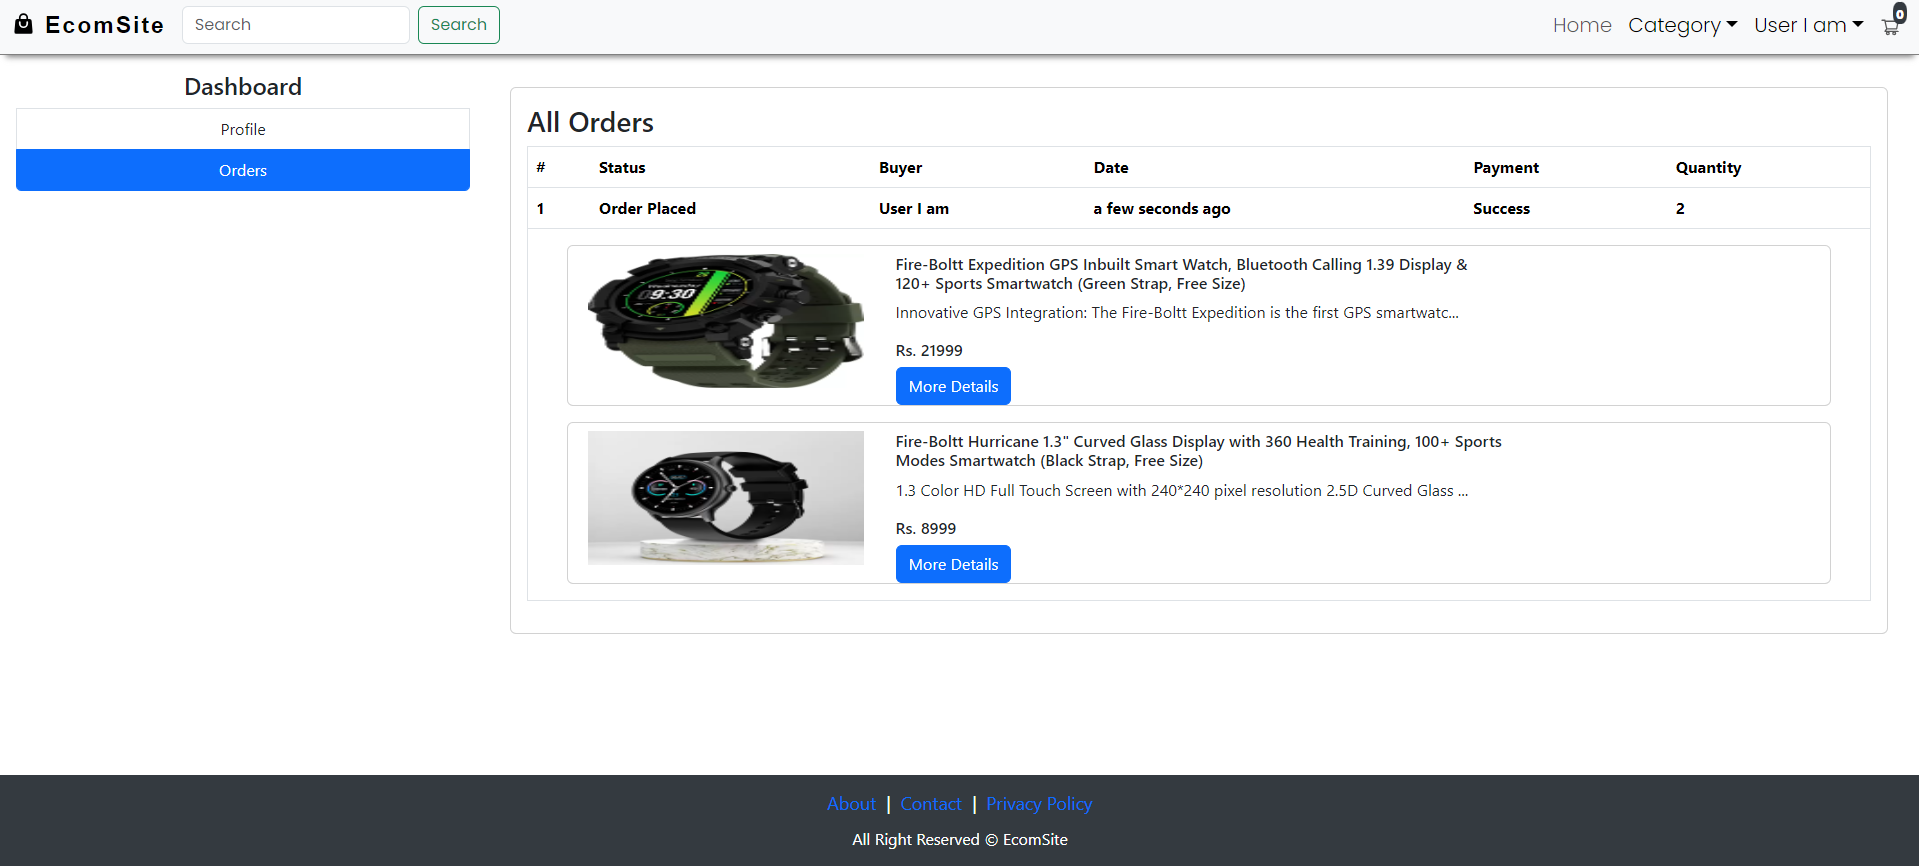 EcomSite Search Search Home Category User I am 0
Dashboard
Profile
Orders
All Orders
# Status Buyer Date Payment Quantity
1 Order Placed User I am a few seconds ago Success 2
9:30
Fire-Boltt Expedition GPS Inbuilt Smart Watch, Bluetooth Calling 1.39 Display &
120+ Sports Smartwatch (Green Strap, Free Size)
Innovative GPS Integration: The Fire-Boltt Expedition is the first GPS smartwatc...
Rs. 21999
More Details
Fire-Boltt Hurricane 1.3" Curved Glass Display with 360 Health Training, 100+ Sports
Modes Smartwatch (Black Strap, Free Size)
1.3 Color HD Full Touch Screen with 240*240 pixel resolution 2.5D Curved Glass ...
Rs. 8999
More Details
About | Contact | Privacy Policy
All Right Reserved © EcomSite